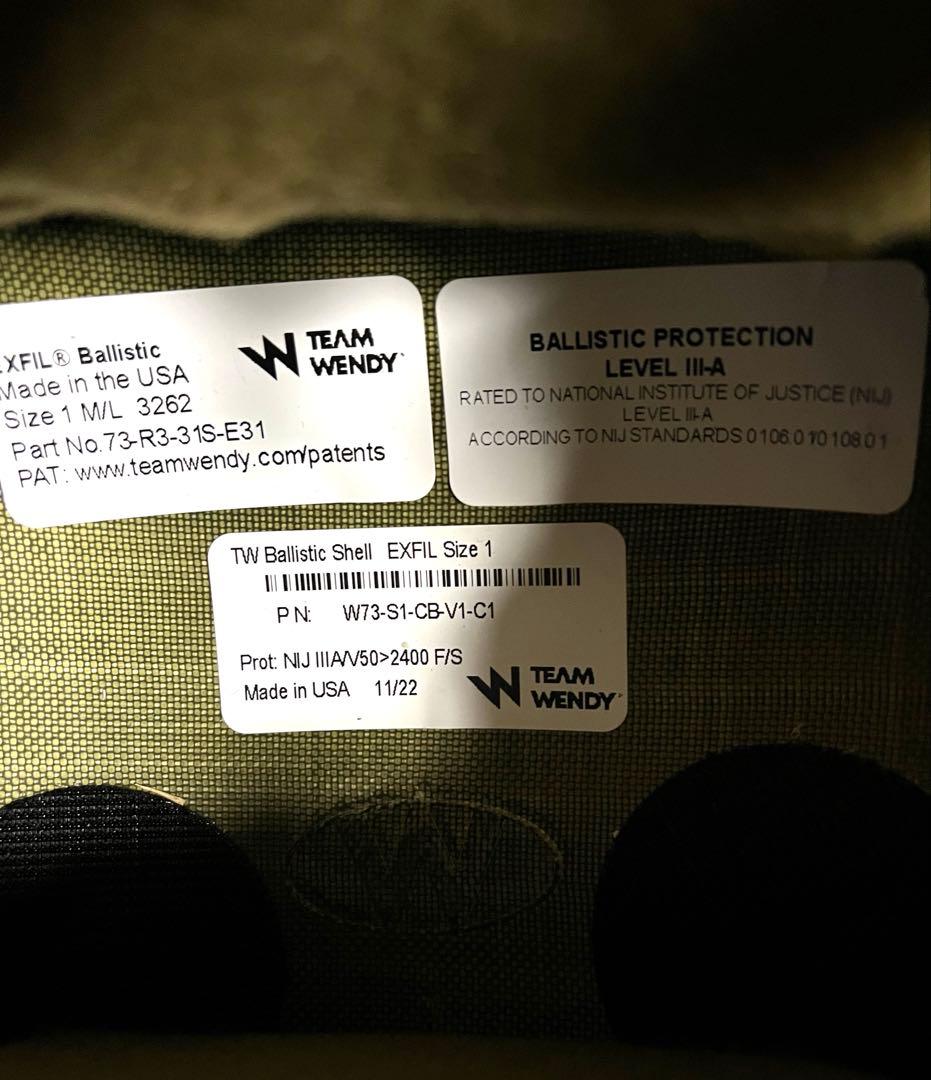 XFIL® Ballistic
Made in the USA
Size 1 M/L 3262
Part No.73-R3-31S-E31
PAT: www.teamwendy.com/patents
TEAM
WENDY
BALLISTIC PROTECTION
LEVEL III-A
RATED TO NATIONAL INSTITUTE OF JUSTICE (NIJ)
LEVEL III-A
ACCORDING TO NIJ STANDARDS 0106.01 0108.01
TW Ballistic Shell EXFIL Size 1
PN: W73-S1-CB-V1-C1
Prot: NIJ IIIA/V50>2400 F/S
Made in USA 11/22
TEAM
WENDY